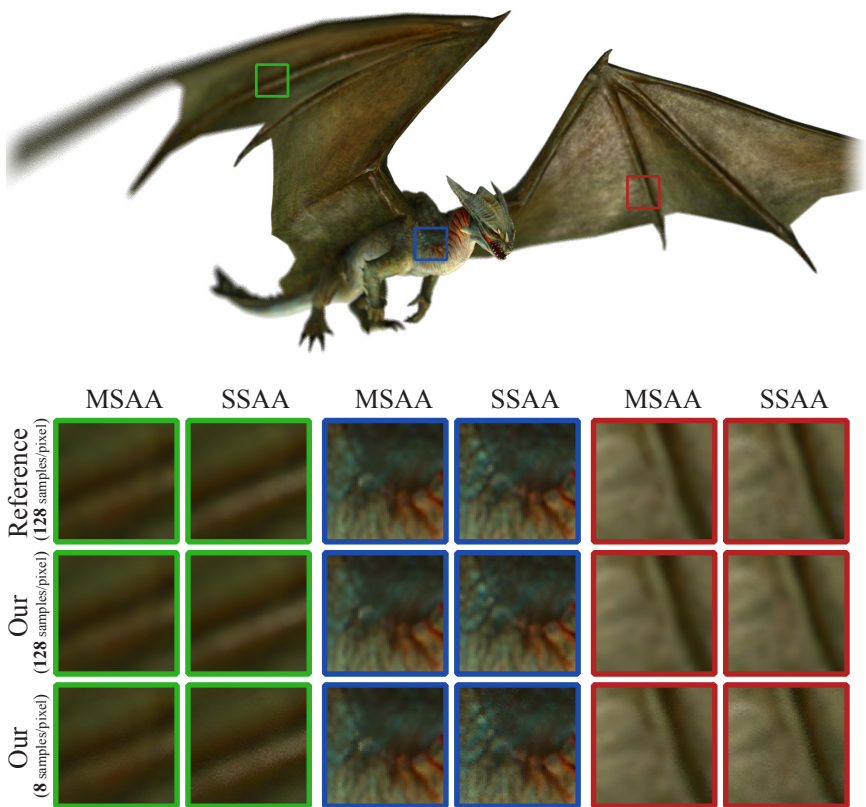 MSAA SSAA MSAA SSAA MSAA SSAA
Reference
(128 samples/pixel)
Our
(128 samples/pixel)
Our
(8 samples/pixel)